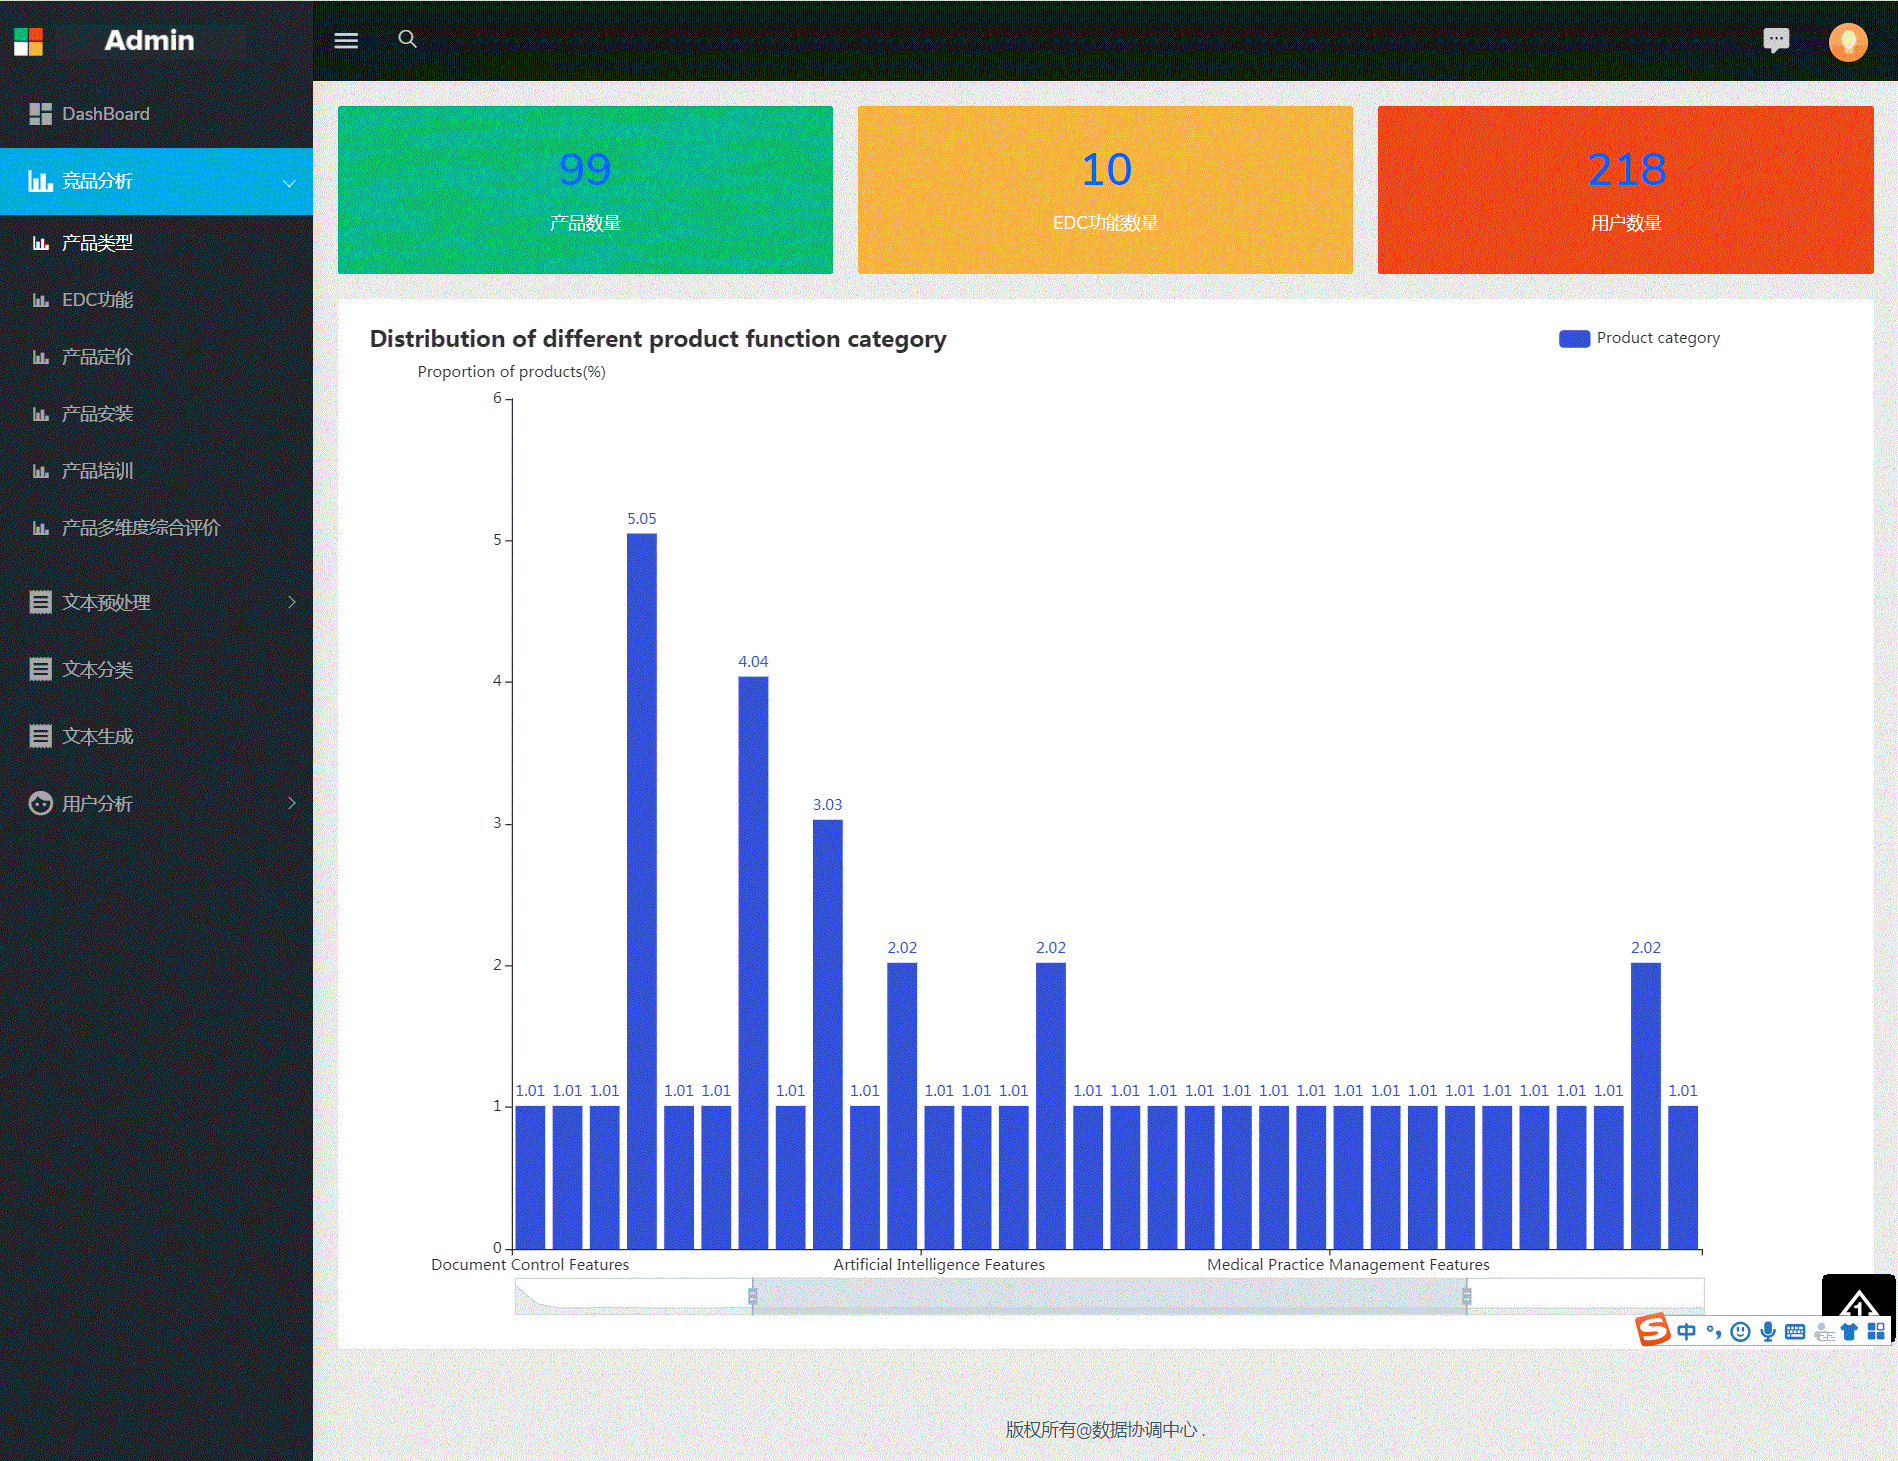 Admin
DashBoard
竞品分析
产品类型
EDC功能
产品定价
产品安装
产品培训
产品多维度综合评价
文本预处理
文本分类
文本生成
用户分析
99
产品数量
10
EDC功能数量
218
用户数量
Distribution of different product function category
Product category
Proportion of products(%)
6
5
4
3
2
1
0
5.05
4.04
3.03
2.02 2.02 2.02
1.01 1.01 1.01 1.01 1.01 1.01 1.01 1.01 1.01 1.01 1.01 1.01 1.01 1.01 1.01 1.01 1.01 1.01 1.01 1.01 1.01 1.01 1.01 1.01 1.01 1.01
Document Control Features Artificial Intelligence Features Medical Practice Management Features
1
中
版权所有@数据协调中心 .